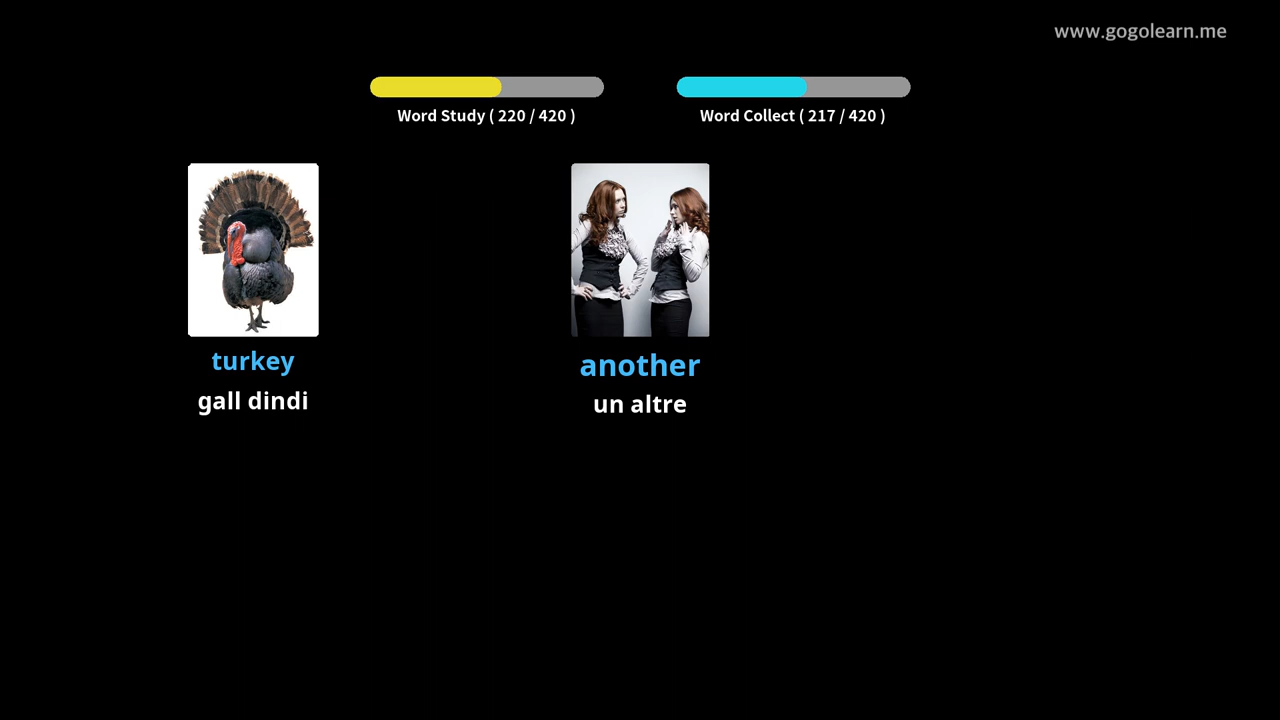 www.gogolearn.me
Word Study ( 220 / 420 )
Word Collect ( 217 / 420 )
turkey
gall dindi
another
un altre